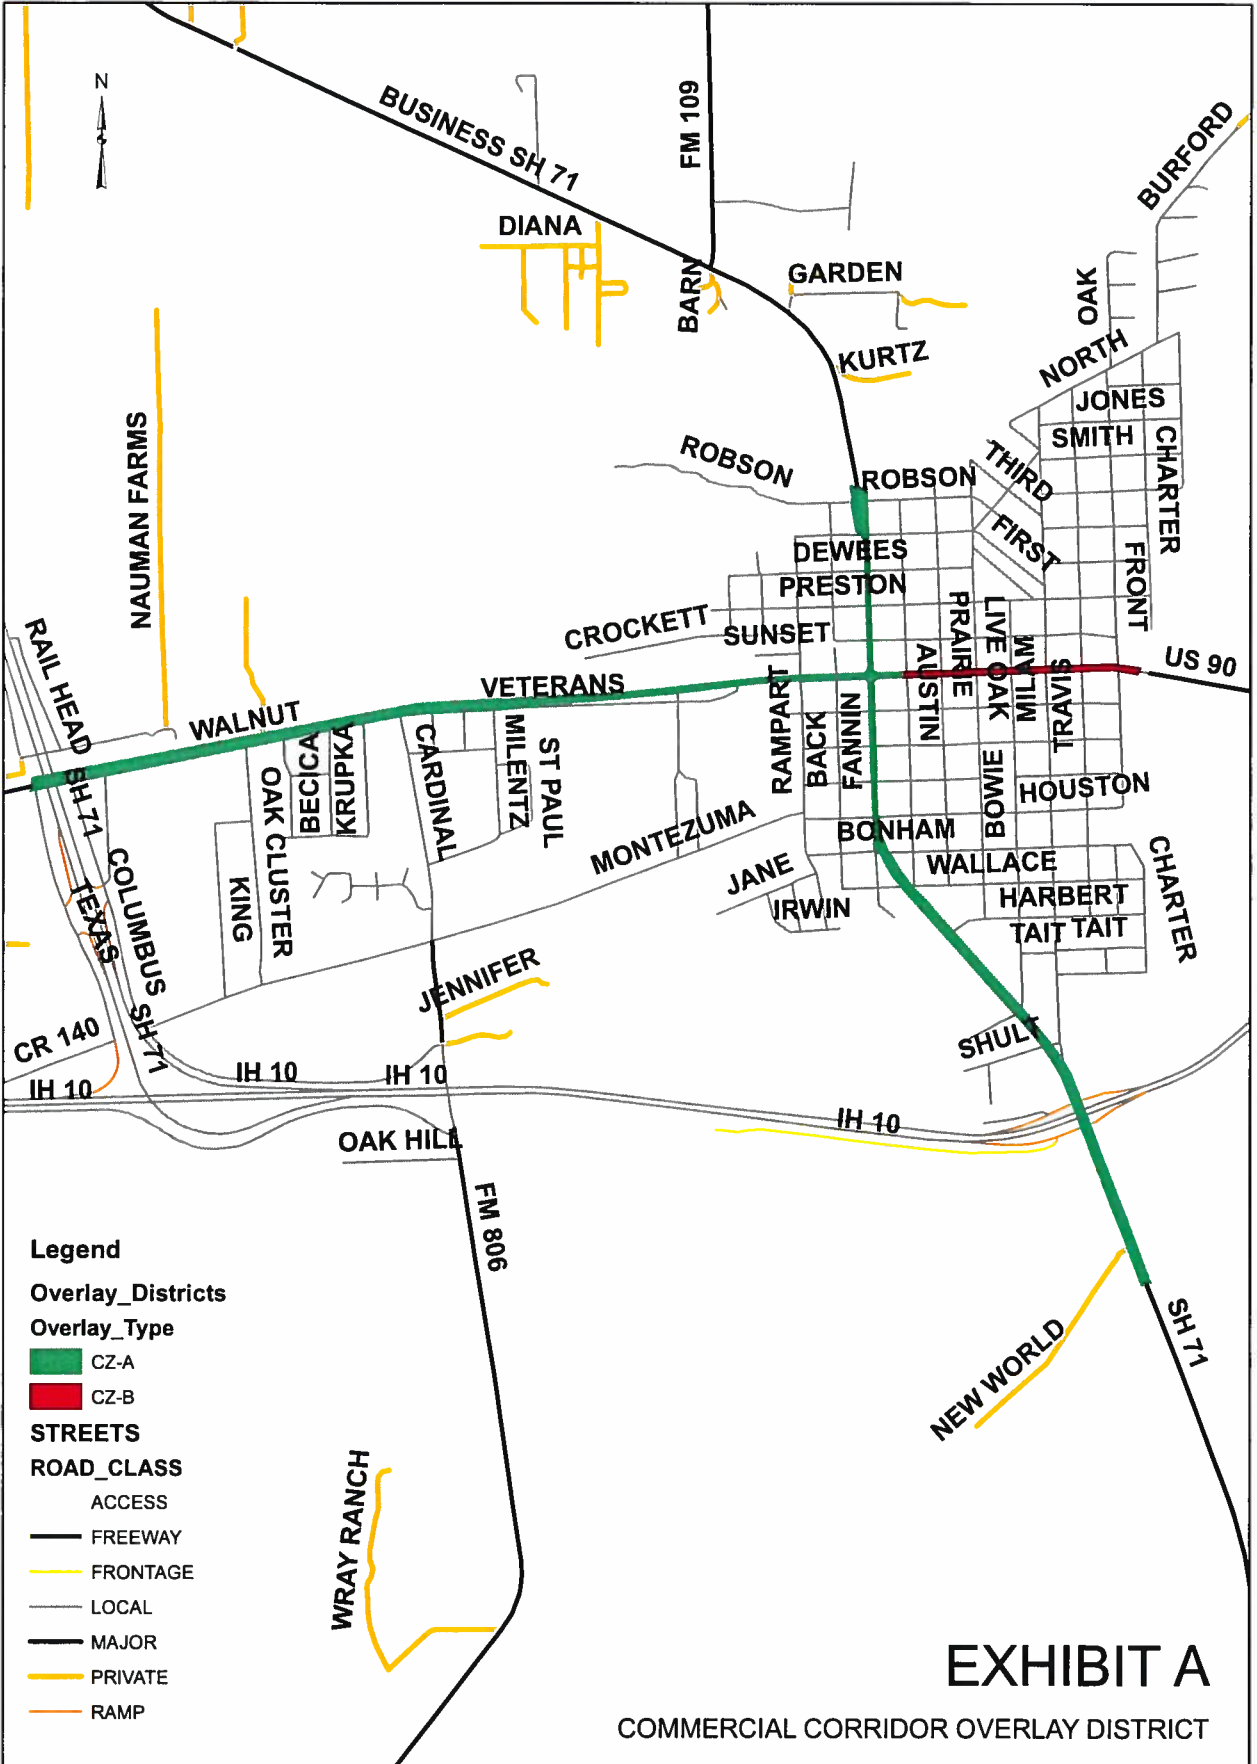 N
BUSINESS SH 71
FM 109
BURFORD
DIANA
BARN
GARDEN
OAK
KURTZ
NORTH
JONES
SMITH
CHARTER
NAUMAN FARMS
ROBSON
ROBSON
THIRD
FIRST
DEWEES
FRONT
PRESTON
CROCKETT
SUNSET
PRAIRE
LIVE OAK
MILAM
AUSTIN
TRAVIS
US 90
RAIL HEAD
VETERANS
WALNUT
RAMPART
BACK
FANNIN
SH 71
OAK CLUSTER
BECICA
KRUPKA
CARDINAL
MILENTZ
ST PAUL
BOWIE
HOUSTON
MONTEZUMA
BONHAM
WALLACE
JANE
IRWIN
HARBERT
TAIT
TAIT
CHARTER
COLUMBUS
TEXAS
KING
JENNIFER
SH 71
CR 140
SHULT
IH 10
IH 10
IH 10
IH 10
OAK HILL
FM 806
Legend
Overlay_Districts
Overlay_Type
CZ-A
CZ-B
STREETS
ROAD_CLASS
ACCESS
FREEWAY
FRONTAGE
LOCAL
MAJOR
PRIVATE
RAMP
NEW WORLD
SH 71
WRAY RANCH
EXHIBIT A
COMMERCIAL CORRIDOR OVERLAY DISTRICT